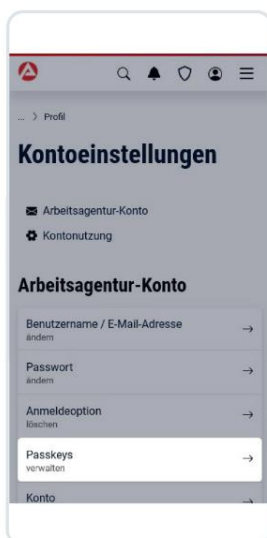 ... > Profil
Kontoeinstellungen
Arbeitsagentur-Konto
Kontonutzung
Arbeitsagentur-Konto
Benutzername / E-Mail-Adresse
ändern
Passwort
ändern
Anmeldeoption
löschen
Passkeys
verwalten
Konto